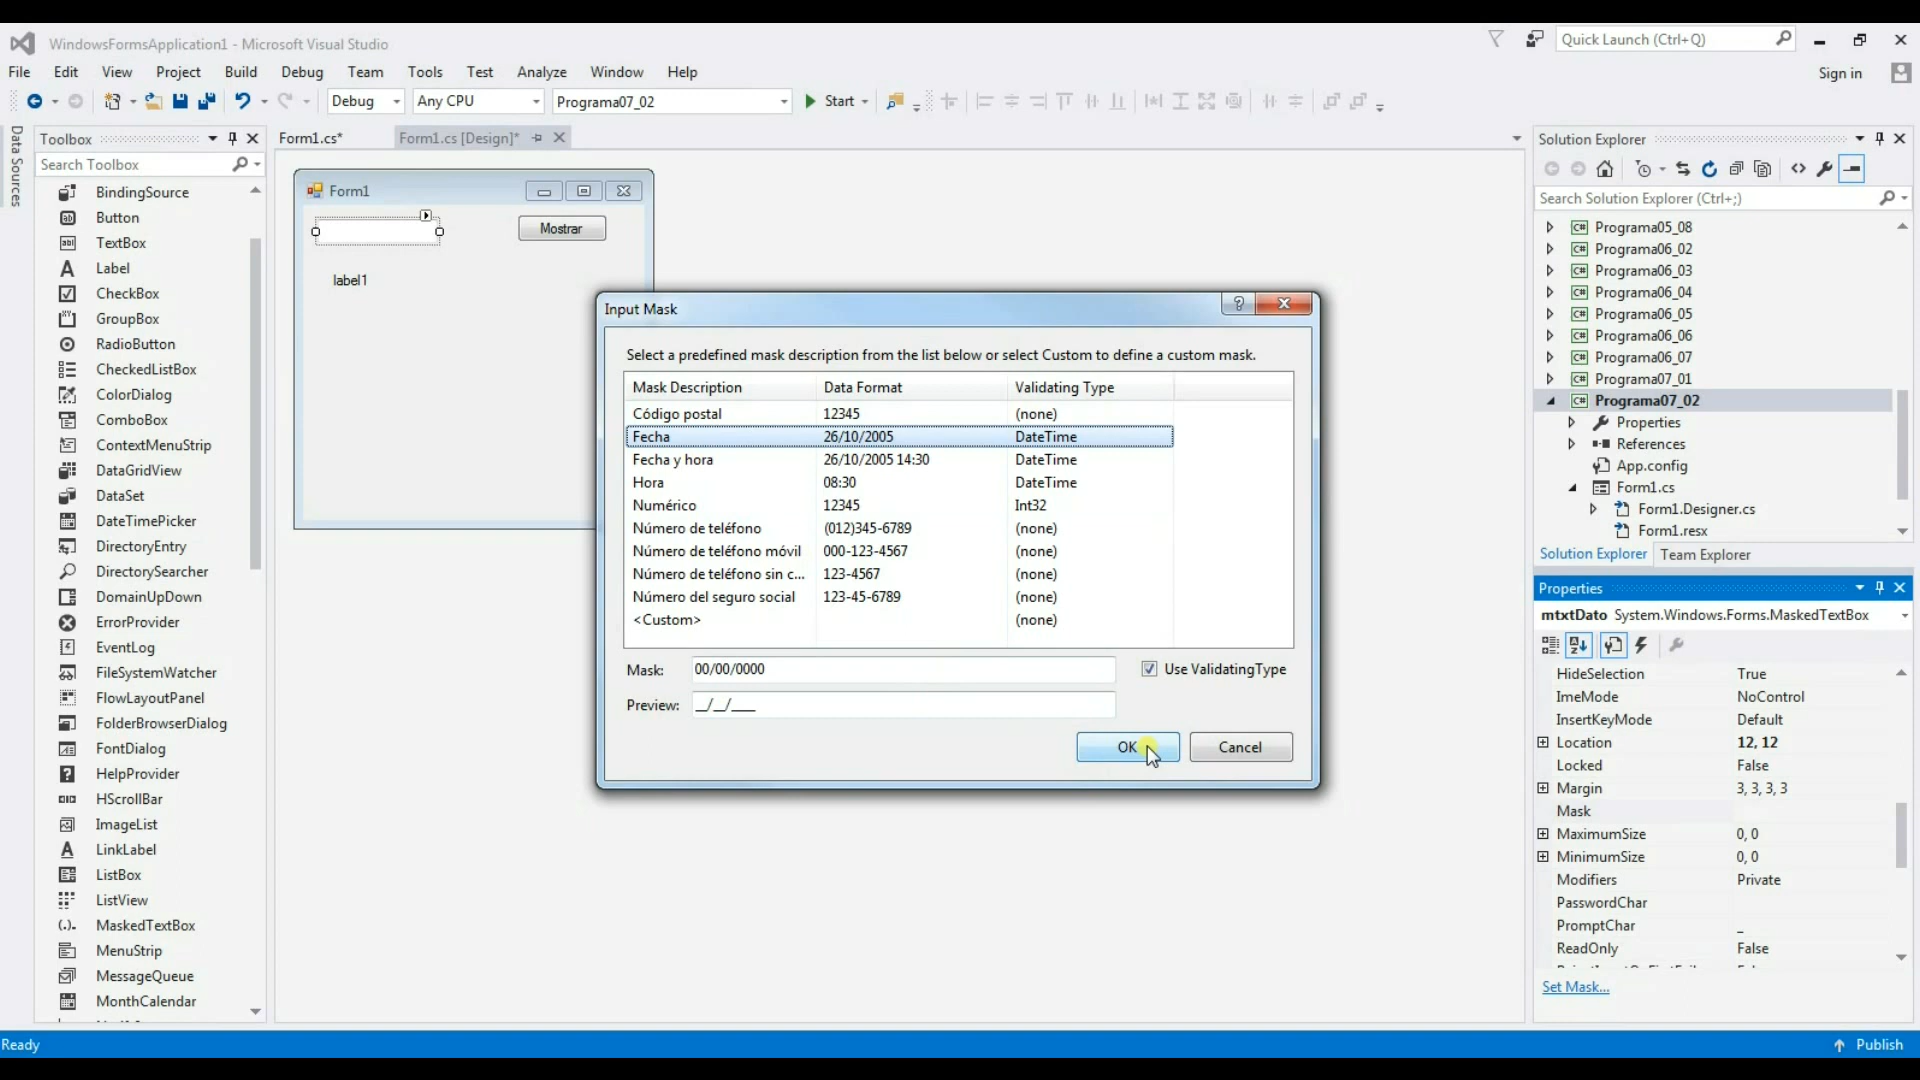 WindowsFormsApplication1 - Microsoft Visual Studio
Quick Launch (Ctrl+Q)
File Edit View Project Build Debug Team Tools Test Analyze Window Help
Sign in
Debug Any CPU Programa07_02 Start
Data Sources
Toolbox
Search Toolbox
BindingSource
Button
TextBox
Label
CheckBox
GroupBox
RadioButton
CheckedListBox
ColorDialog
ComboBox
ContextMenuStrip
DataGridView
DataSet
DateTimePicker
DirectoryEntry
DirectorySearcher
DomainUpDown
ErrorProvider
EventLog
FileSystemWatcher
FlowLayoutPanel
FolderBrowserDialog
FontDialog
HelpProvider
HScrollBar
ImageList
LinkLabel
ListBox
ListView
MaskedTextBox
MenuStrip
MessageQueue
MonthCalendar
Form1.cs* Form1.cs [Design]*
Form1
Mostrar
label1
Input Mask
Select a predefined mask description from the list below or select Custom to define a custom mask.
Mask Description Data Format Validating Type
Código postal 12345 (none)
Fecha 26/10/2005 DateTime
Fecha y hora 26/10/2005 14:30 DateTime
Hora 08:30 DateTime
Numérico 12345 Int32
Número de teléfono (012)345-6789 (none)
Número de teléfono móvil 000-123-4567 (none)
Número de teléfono sin c... 123-4567 (none)
Número del seguro social 123-45-6789 (none)
<Custom> (none)
Mask: 00/00/0000 Use ValidatingType
Preview: __/__/____
OK Cancel
Solution Explorer
Search Solution Explorer (Ctrl+;)
Programa05_08
Programa06_02
Programa06_03
Programa06_04
Programa06_05
Programa06_06
Programa06_07
Programa07_01
Programa07_02
Properties
References
App.config
Form1.cs
Form1.Designer.cs
Form1.resx
Solution Explorer Team Explorer
Properties
mtxtDato System.Windows.Forms.MaskedTextBox
HideSelection True
ImeMode NoControl
InsertKeyMode Default
Location 12, 12
Locked False
Margin 3, 3, 3, 3
Mask
MaximumSize 0, 0
MinimumSize 0, 0
Modifiers Private
PasswordChar
PromptChar _
ReadOnly False
Set Mask...
Ready
Publish